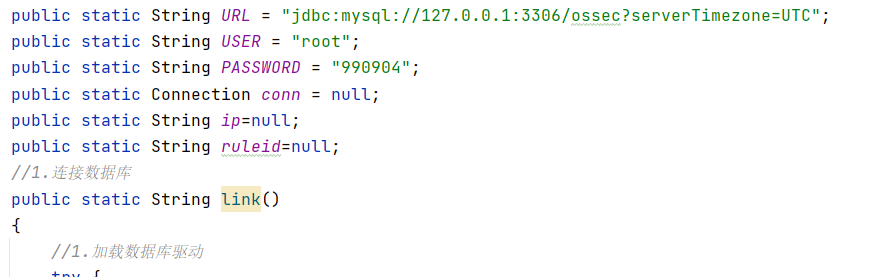 public static String URL = "jdbc:mysql://127.0.0.1:3306/ossec?serverTimezone=UTC";
public static String USER = "root";
public static String PASSWORD = "990904";
public static Connection conn = null;
public static String ip=null;
public static String ruleid=null;
//1.连接数据库
public static String link()
{
//1.加载数据库驱动
try {